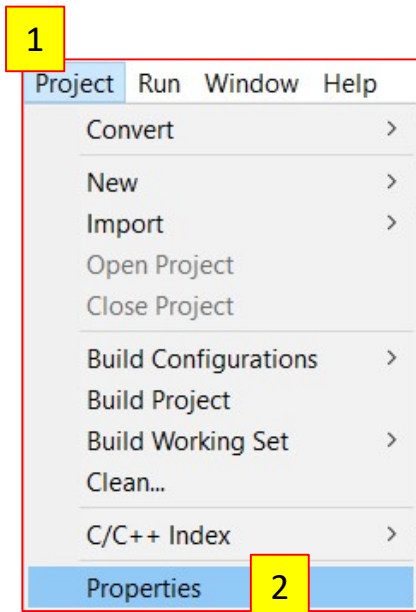 1
Project Run Window Help
Convert >
New >
Import >
Open Project
Close Project
Build Configurations >
Build Project
Build Working Set >
Clean...
C/C++ Index >
Properties 2